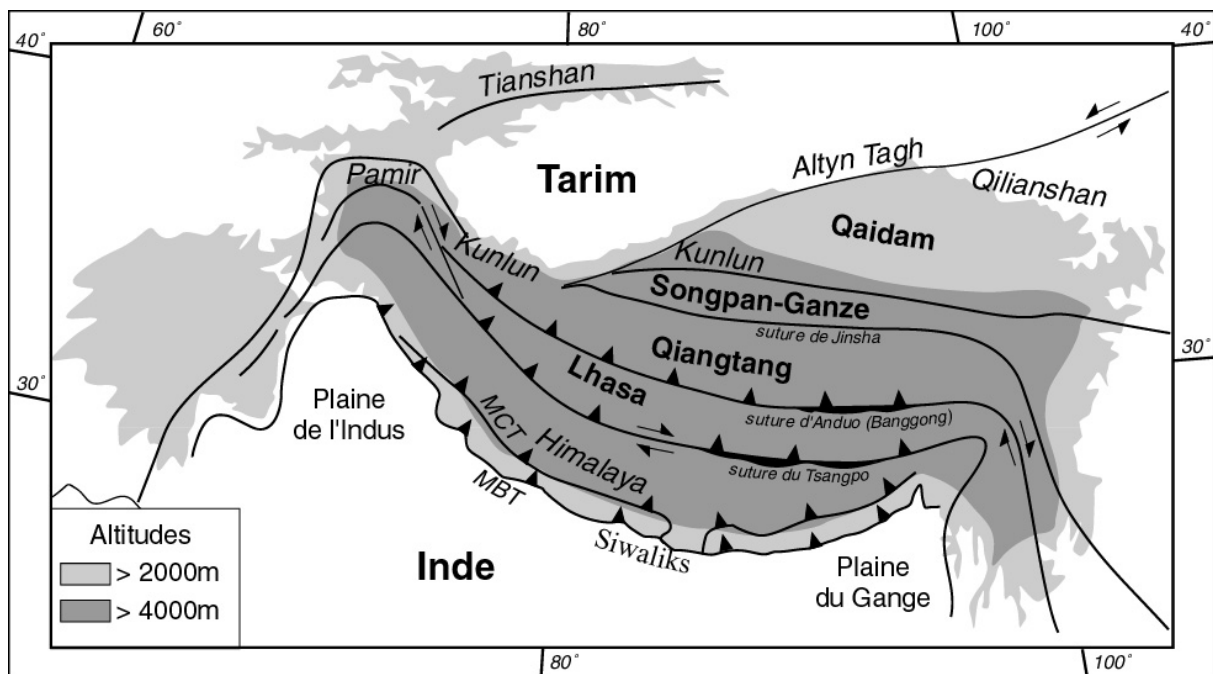 60°
80°
100°
40°
40°
Tianshan
Altyn Tagh
Pamir
Tarim
Qilianshan
Qaidam
Kunlun
Kunlun
Songpan-Ganze
suture de Jinsha
30°
30°
Qiangtang
Lhasa
Plaine
de l'Indus
suture d'Anduo (Banggong)
MCT
Himalaya
suture du Tsangpo
MBT
Siwaliks
Inde
Plaine
du Gange
Altitudes
> 2000m
> 4000m
80°
100°